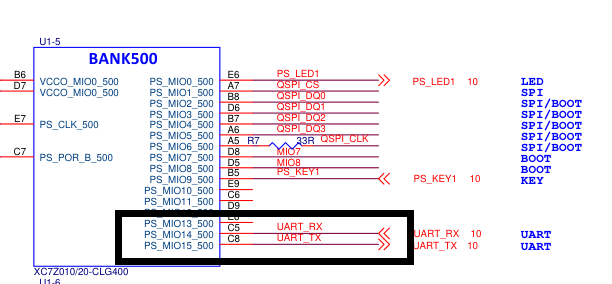 U1-5
BANK500
B6 VCCO_MIO0_500 PS_MIO0_500 E6 PS_LED1 PS_LED1 10 LED
D7 VCCO_MIO0_500 PS_MIO1_500 A7 QSPI_CS SPI
PS_MIO2_500 B8 QSPI_DQ0 SPI/BOOT
PS_MIO3_500 D6 QSPI_DQ1 SPI/BOOT
E7 PS_CLK_500 PS_MIO4_500 B7 QSPI_DQ2 SPI/BOOT
PS_MIO5_500 A6 QSPI_DQ3 SPI/BOOT
PS_MIO6_500 A5 R7 33R QSPI_CLK SPI/BOOT
C7 PS_POR_B_500 PS_MIO7_500 D8 MIO7 BOOT
PS_MIO8_500 D5 MIO8 BOOT
PS_MIO9_500 B5 PS_KEY1 PS_KEY1 10 KEY
PS_MIO10_500 E9
PS_MIO11_500 C6
D9
PS_MIO13_500 E8
PS_MIO14_500 C5 UART_RX UART_RX 10 UART
PS_MIO15_500 C8 UART_TX UART_TX 10 UART
XC7Z010/20-CLG400
U1-6